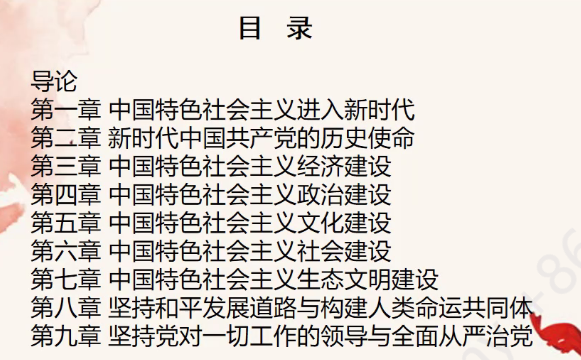 目 录
导论
第一章 中国特色社会主义进入新时代
第二章 新时代中国共产党的历史使命
第三章 中国特色社会主义经济建设
第四章 中国特色社会主义政治建设
第五章 中国特色社会主义文化建设
第六章 中国特色社会主义社会建设
第七章 中国特色社会主义生态文明建设
第八章 坚持和平发展道路与构建人类命运共同体
第九章 坚持党对一切工作的领导与全面从严治党